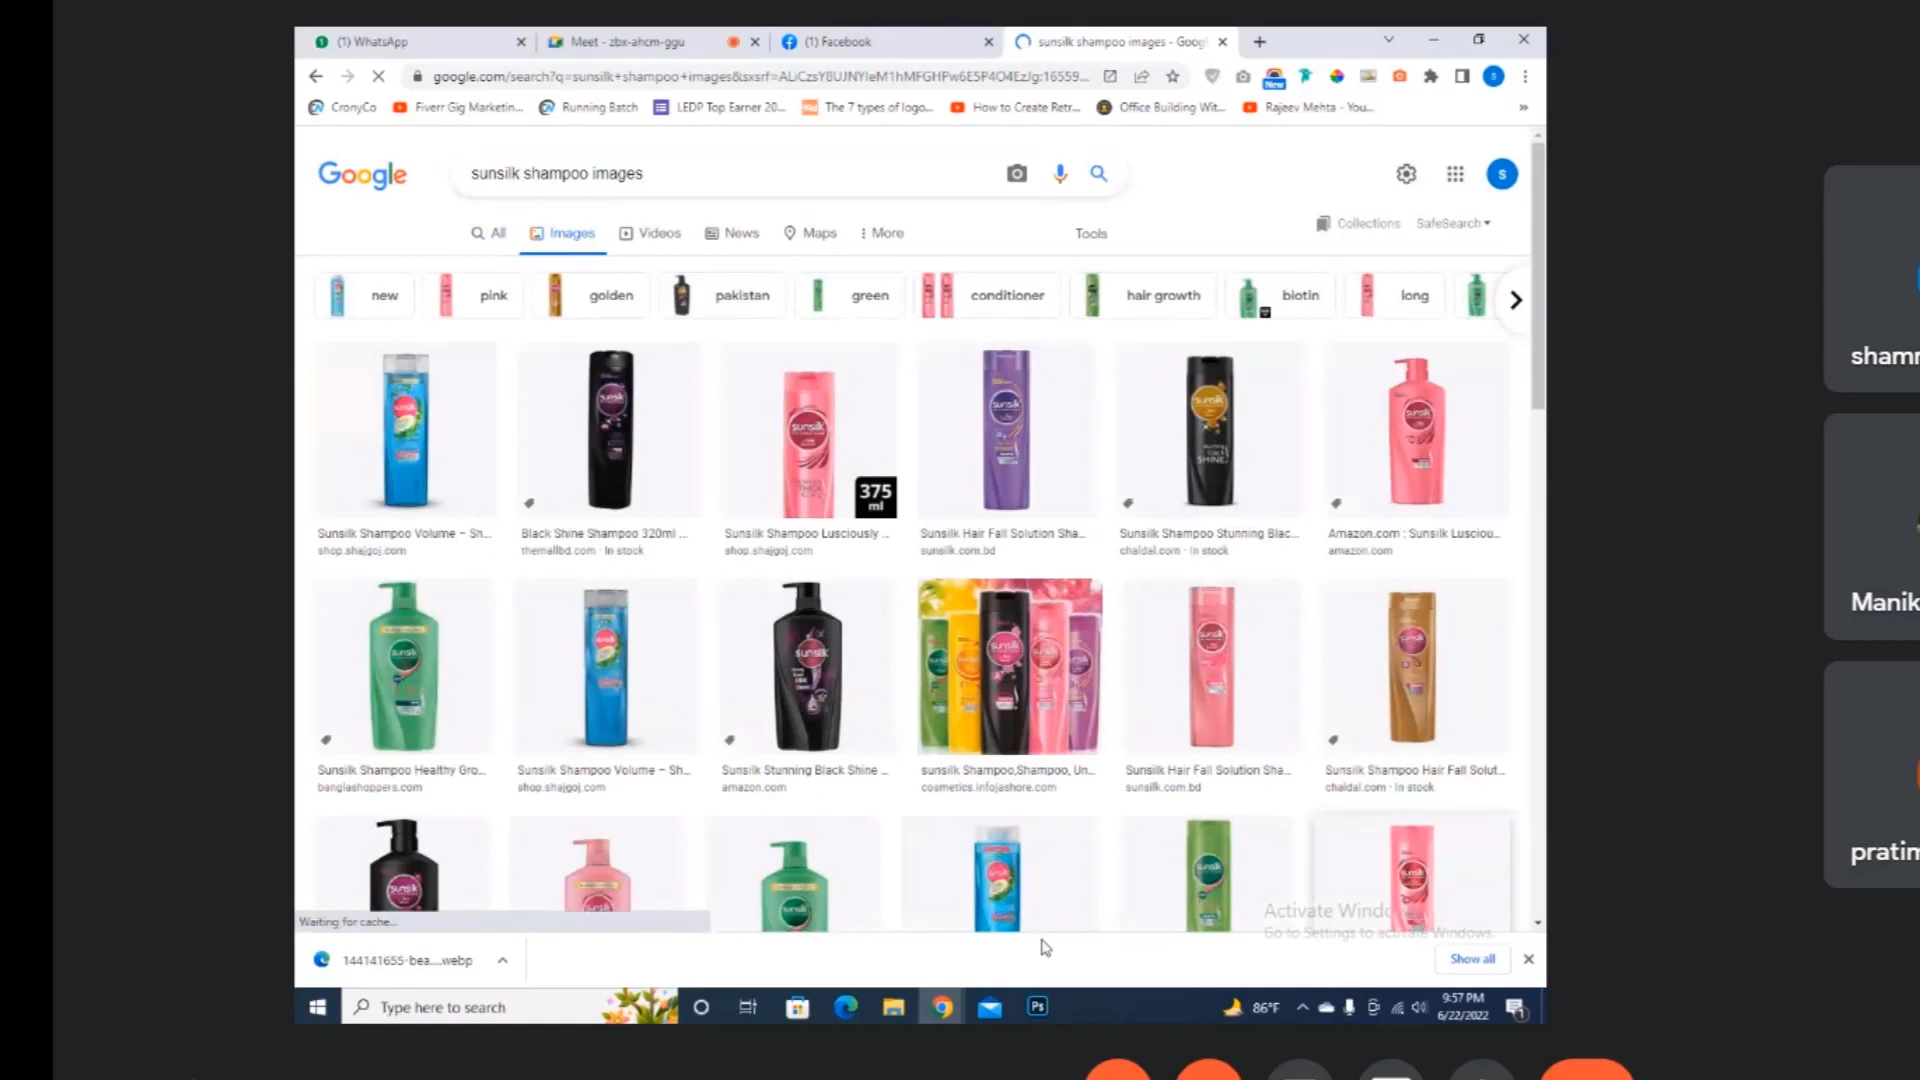 (1) WhatsApp
Meet - zbx-ahcm-ggu
(1) Facebook
sunsilk shampoo images - Goog
CronyCo
Fiverr Gig Marketin...
Running Batch
LEDP Top Earner 20...
The 7 types of logo...
How to Create Retr...
Office Building Wit...
Rajeev Mehta - You...
New
S
Google
sunsilk shampoo images
S
All
Images
Videos
News
Maps
More
Tools
Collections
SafeSearch
new
pink
golden
pakistan
green
conditioner
hair growth
biotin
long
sunsilk
375
ml
Sunsilk Shampoo Volume – Sh...
shop.shajgoj.com
Black Shine Shampoo 320ml ...
themallbd.com · In stock
Sunsilk Shampoo Lusciously ...
shop.shajgoj.com
Sunsilk Hair Fall Solution Sha...
sunsilk.com.bd
Sunsilk Shampoo Stunning Blac...
chaldal.com · In stock
Amazon.com : Sunsilk Lusciou...
amazon.com
Sunsilk Shampoo Healthy Gro...
banglashoppers.com
Sunsilk Shampoo Volume – Sh...
shop.shajgoj.com
Sunsilk Stunning Black Shine ...
amazon.com
sunsilk Shampoo,Shampoo, Un...
cosmetics.infojashore.com
Sunsilk Hair Fall Solution Sha...
sunsilk.com.bd
Sunsilk Shampoo Hair Fall Solut...
chaldal.com · In stock
Waiting for cache...
Activate Windo
Go to Settings to activate Windows.
144141655-bea....webp
Show all
Type here to search
Ps
86°F
9:57 PM
6/22/2022
1
Manik